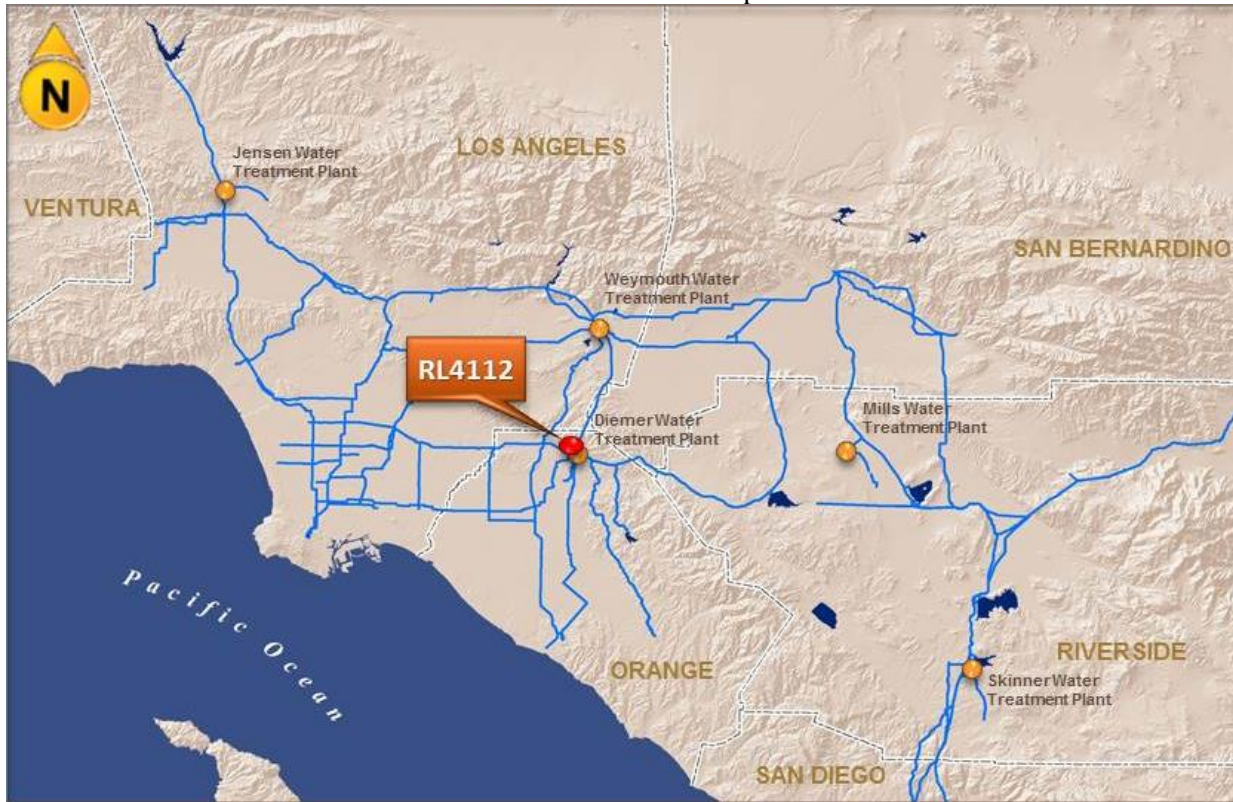 N
LOS ANGELES
Jensen Water
Treatment Plant
VENTURA
SAN BERNARDINO
Weymouth Water
Treatment Plant
RL4112
Diemer Water
Treatment Plant
Mills Water
Treatment Plant
Pacific Ocean
ORANGE
RIVERSIDE
Skinner Water
Treatment Plant
SAN DIEGO